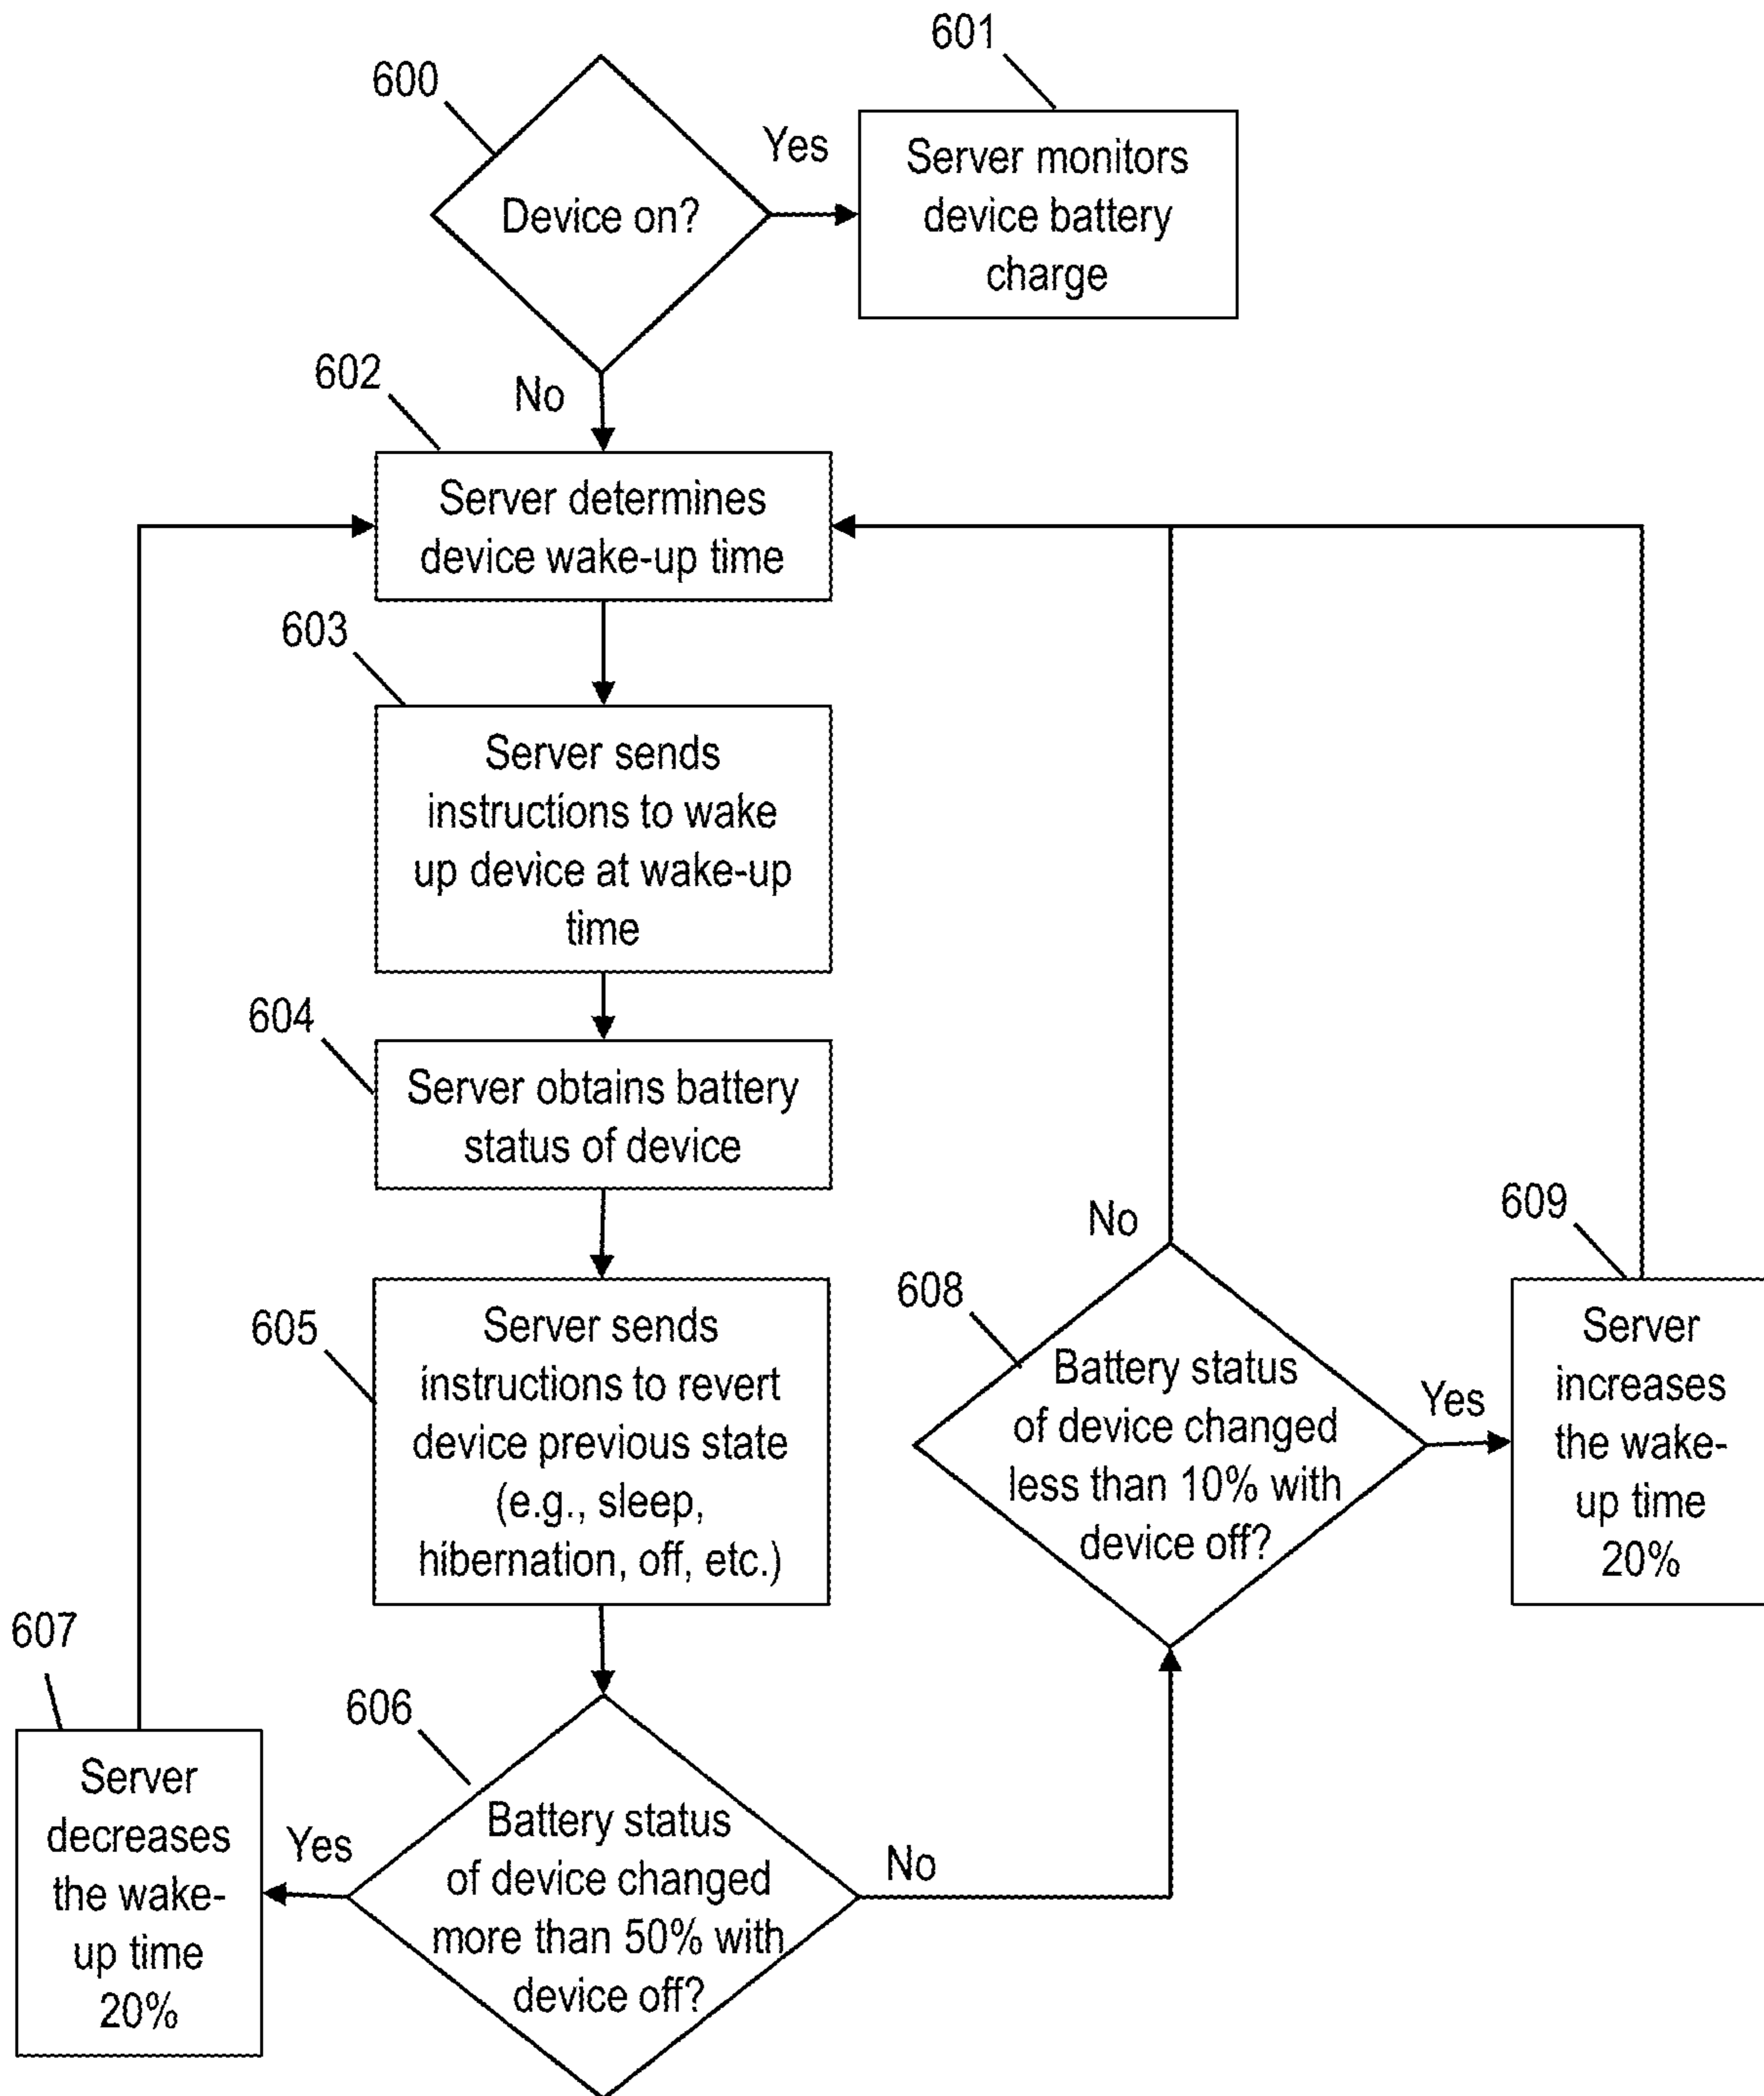 601
600
Yes
Server monitors
device battery
charge
Device on?
602
No
Server determines
device wake-up time
603
Server sends
instructions to wake
up device at wake-up
time
604
Server obtains battery
status of device
605
Server sends
instructions to revert
device previous state
(e.g., sleep,
hibernation, off, etc.)
606
Battery status
of device changed
more than 50% with
device off?
Yes
607
Server
decreases
the wake-
up time
20%
No
608
Battery status
of device changed
less than 10% with
device off?
No
Yes
609
Server
increases
the wake-
up time
20%